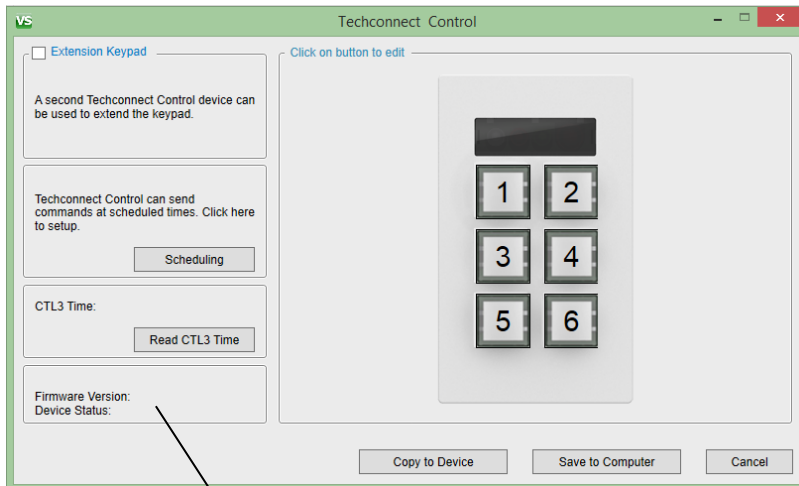 VS
Techconnect Control
Extension Keypad
A second Techconnect Control device can
be used to extend the keypad.
Techconnect Control can send
commands at scheduled times. Click here
to setup.
Scheduling
CTL3 Time:
Read CTL3 Time
Firmware Version:
Device Status:
Click on button to edit
1 2
3 4
5 6
Copy to Device Save to Computer Cancel